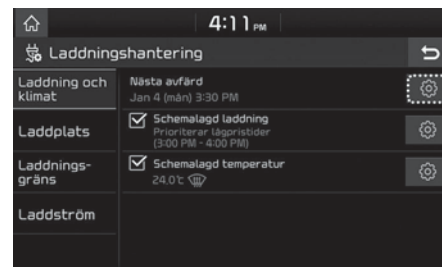 4:11 PM
Laddningshantering
Laddning och
klimat
Nästa avfärd
Jan 4 (mån) 3:30 PM
Laddplats
Schemalagd laddning
Prioriterar lågpristider
(3:00 PM - 4:00 PM)
Laddnings-
gräns
Schemalagd temperatur
24.0℃
Laddström